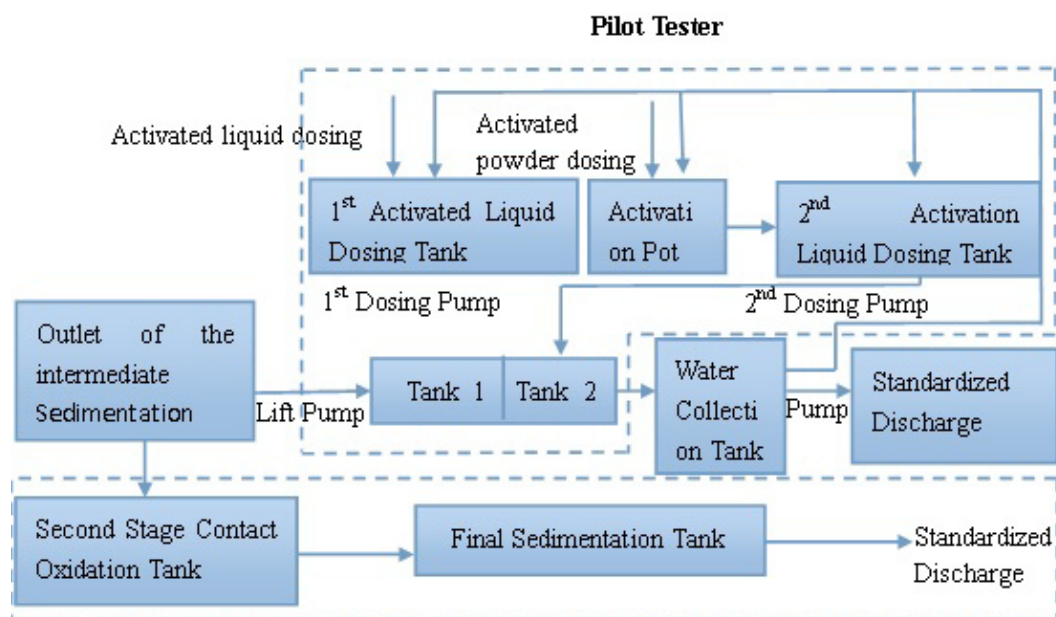 Pilot Tester
Activated liquid dosing
Activated
powder dosing
1st Activated Liquid
Dosing Tank
Activati
on Pot
2nd Activation
Liquid Dosing Tank
1st Dosing Pump
2nd Dosing Pump
Outlet of the
intermediate
Sedimentation
Lift Pump
Tank 1
Tank 2
Water
Collecti
on Tank
Pump
Standardized
Discharge
Second Stage Contact
Oxidation Tank
Final Sedimentation Tank
Standardized
Discharge